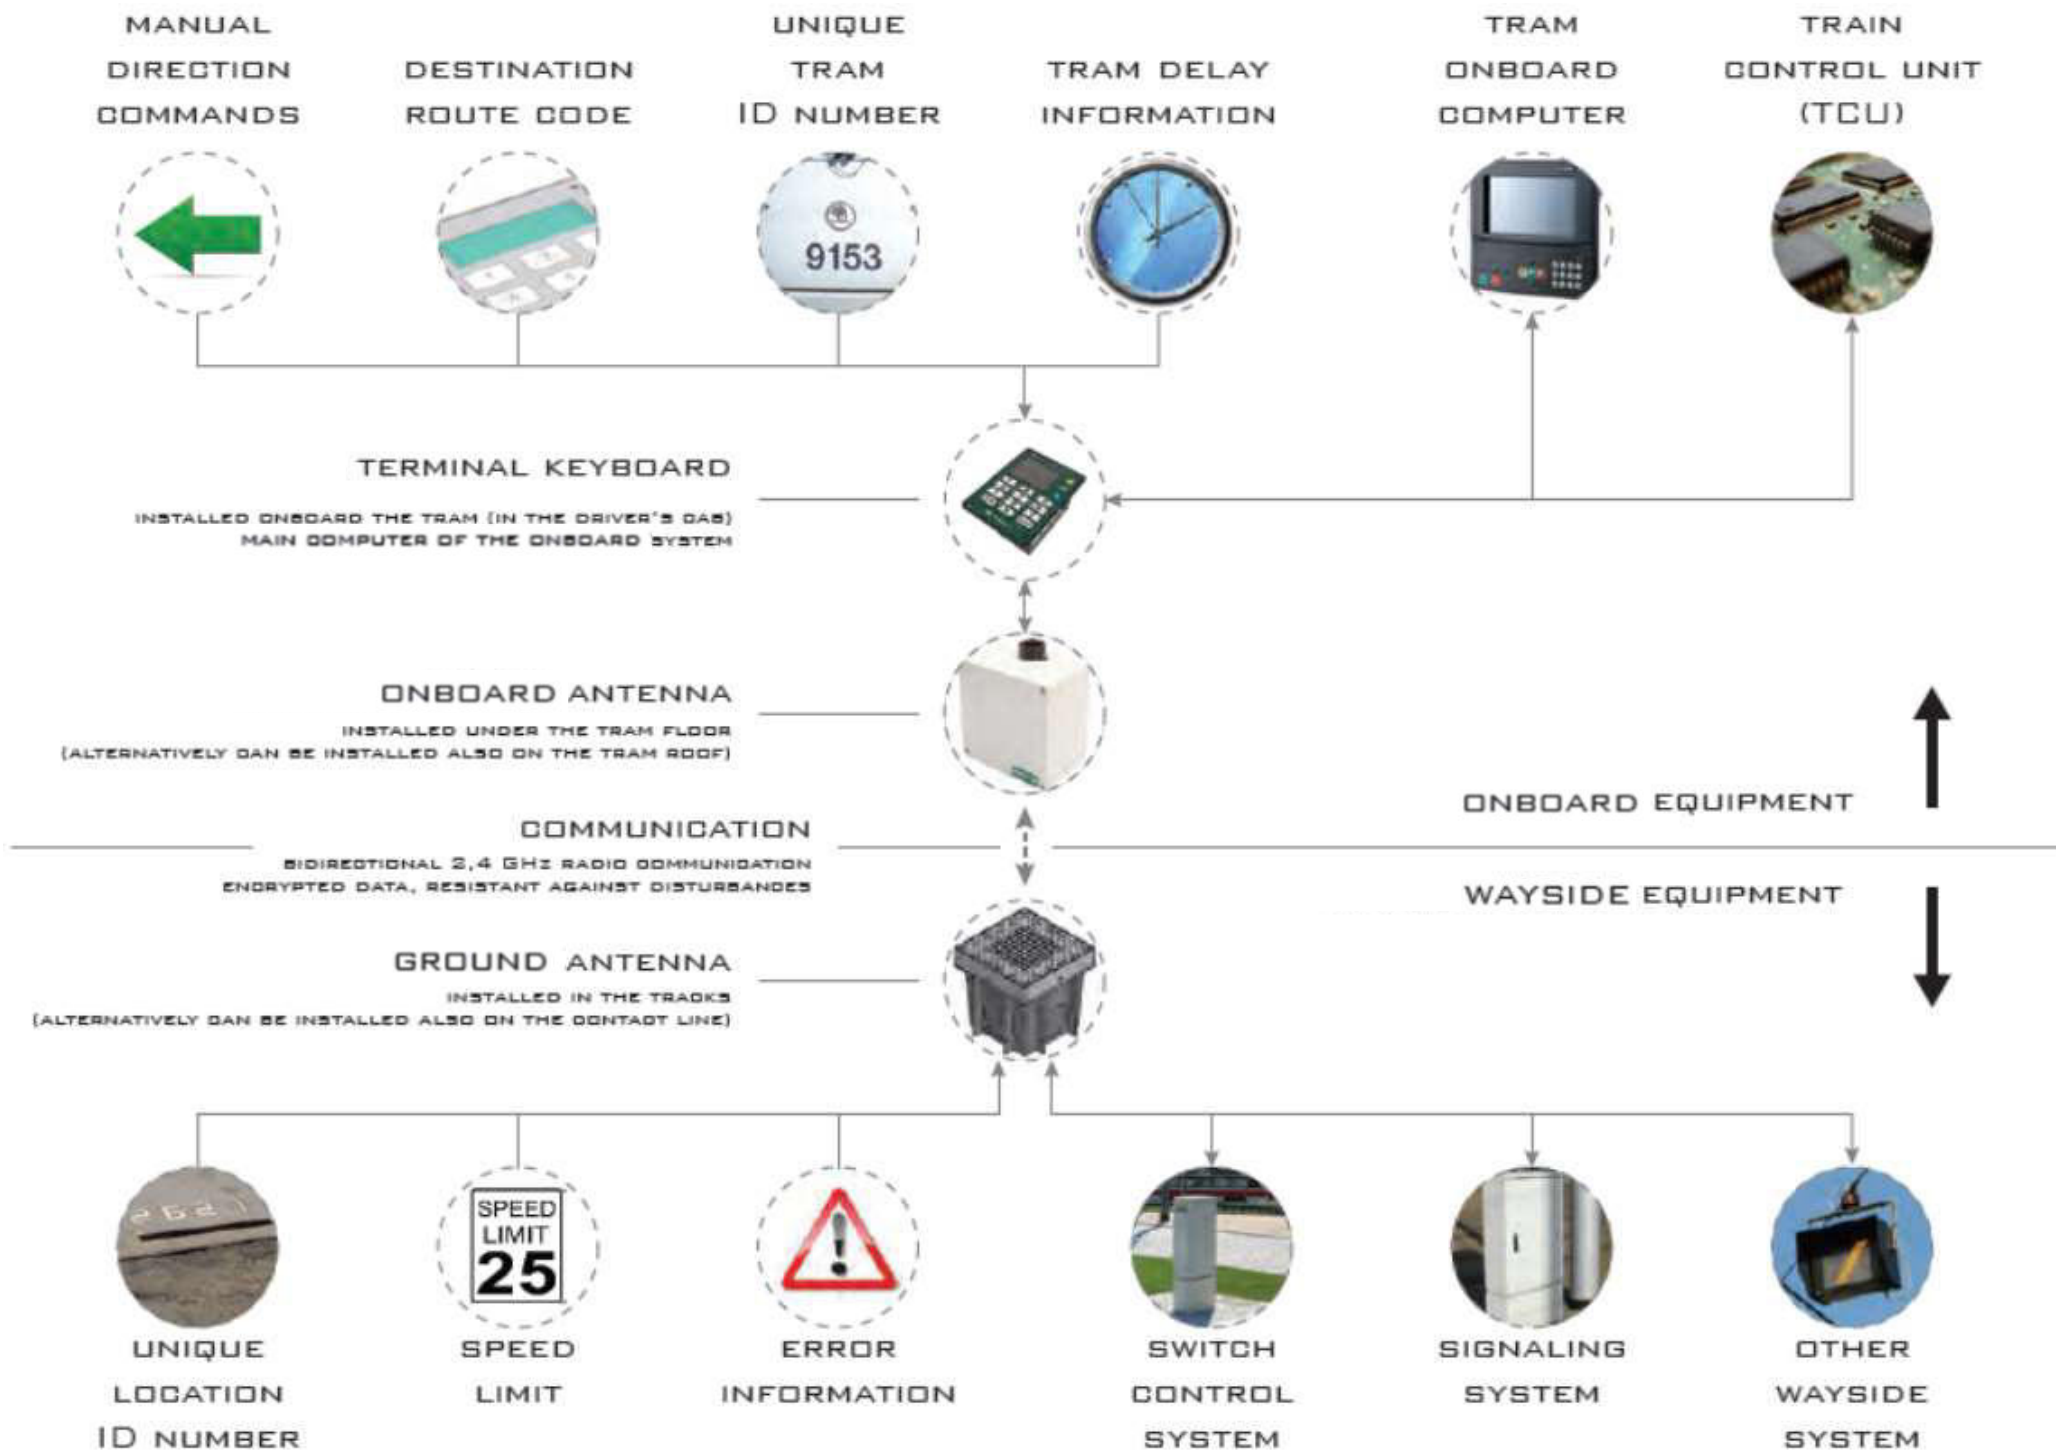 MANUAL
DIRECTION
COMMANDS
DESTINATION
ROUTE CODE
UNIQUE
TRAM
ID NUMBER
TRAM DELAY
INFORMATION
TRAM
ONBOARD
COMPUTER
TRAIN
CONTROL UNIT
(TCU)
9153
TERMINAL KEYBOARD
INSTALLED ONBOARD THE TRAM (IN THE DRIVER'S CAB)
MAIN COMPUTER OF THE ONBOARD SYSTEM
ONBOARD ANTENNA
INSTALLED UNDER THE TRAM FLOOR
(ALTERNATIVELY CAN BE INSTALLED ALSO ON THE TRAM ROOF)
ONBOARD EQUIPMENT
COMMUNICATION
BIDIRECTIONAL 2,4 GHz RADIO COMMUNICATION
ENCRYPTED DATA, RESISTANT AGAINST DISTURBANCES
WAYSIDE EQUIPMENT
GROUND ANTENNA
INSTALLED IN THE TRACKS
(ALTERNATIVELY CAN BE INSTALLED ALSO ON THE CONTACT LINE)
2627
SPEED
LIMIT
25
UNIQUE
LOCATION
ID NUMBER
SPEED
LIMIT
ERROR
INFORMATION
SWITCH
CONTROL
SYSTEM
SIGNALING
SYSTEM
OTHER
WAYSIDE
SYSTEM